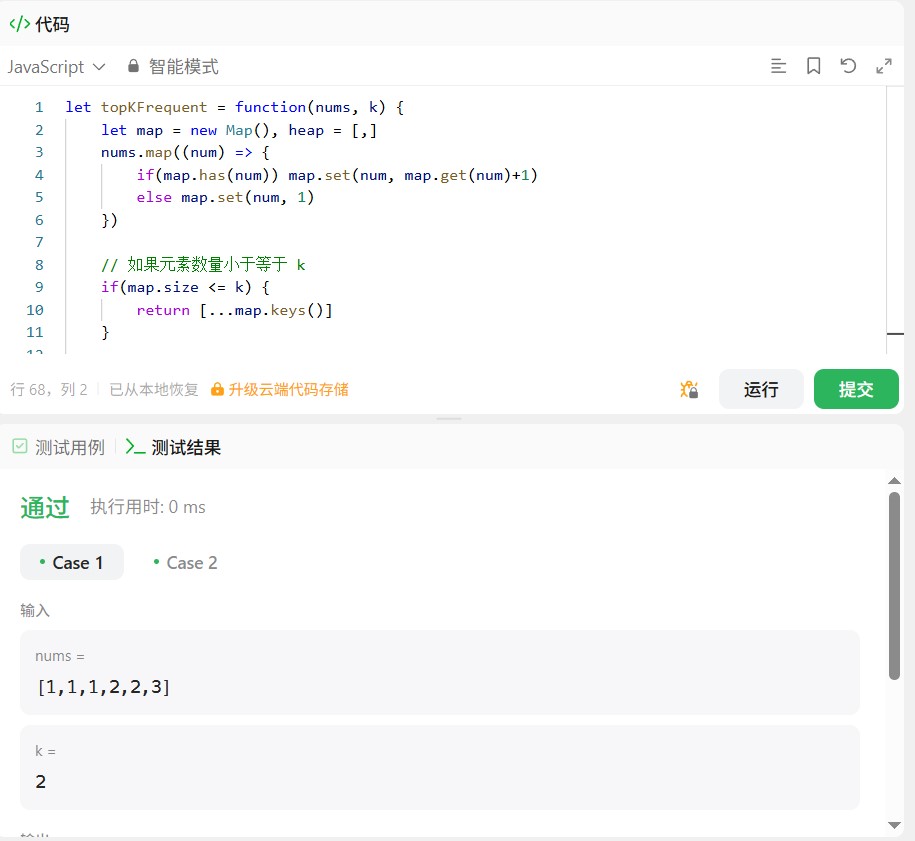 </> 代码
JavaScript 智能模式
1 let topKFrequent = function(nums, k) {
2 let map = new Map(), heap = [,]
3 nums.map((num) => {
4 if(map.has(num)) map.set(num, map.get(num)+1)
5 else map.set(num, 1)
6 })
7
8 // 如果元素数量小于等于 k
9 if(map.size <= k) {
10 return [...map.keys()]
11 }
12
行 68，列 2 已从本地恢复 升级云端代码存储 运行 提交
测试用例 测试结果
通过 执行用时: 0 ms
• Case 1 • Case 2
输入
nums =
[1,1,1,2,2,3]
k =
2
输出